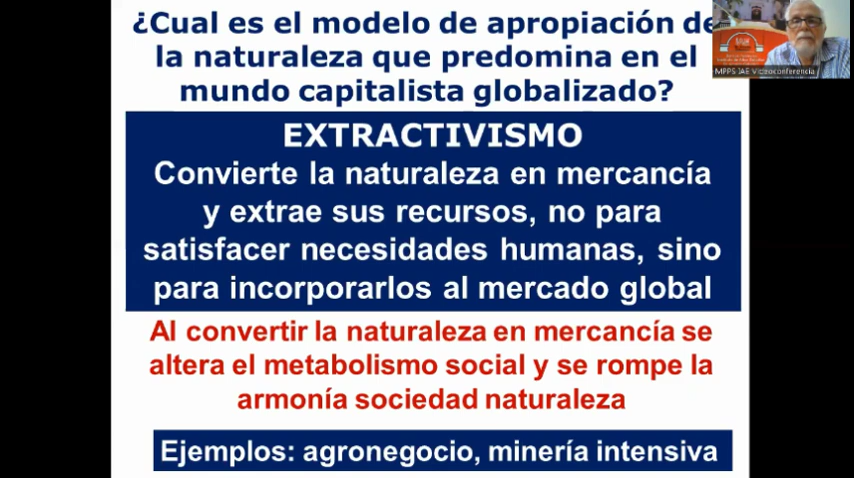 ¿Cual es el modelo de apropiación de
la naturaleza que predomina en el
mundo capitalista globalizado?
MPPS IAE Videoconferencia
EXTRACTIVISMO
Convierte la naturaleza en mercancía
y extrae sus recursos, no para
satisfacer necesidades humanas, sino
para incorporarlos al mercado global
Al convertir la naturaleza en mercancía se
altera el metabolismo social y se rompe la
armonía sociedad naturaleza
Ejemplos: agronegocio, minería intensiva